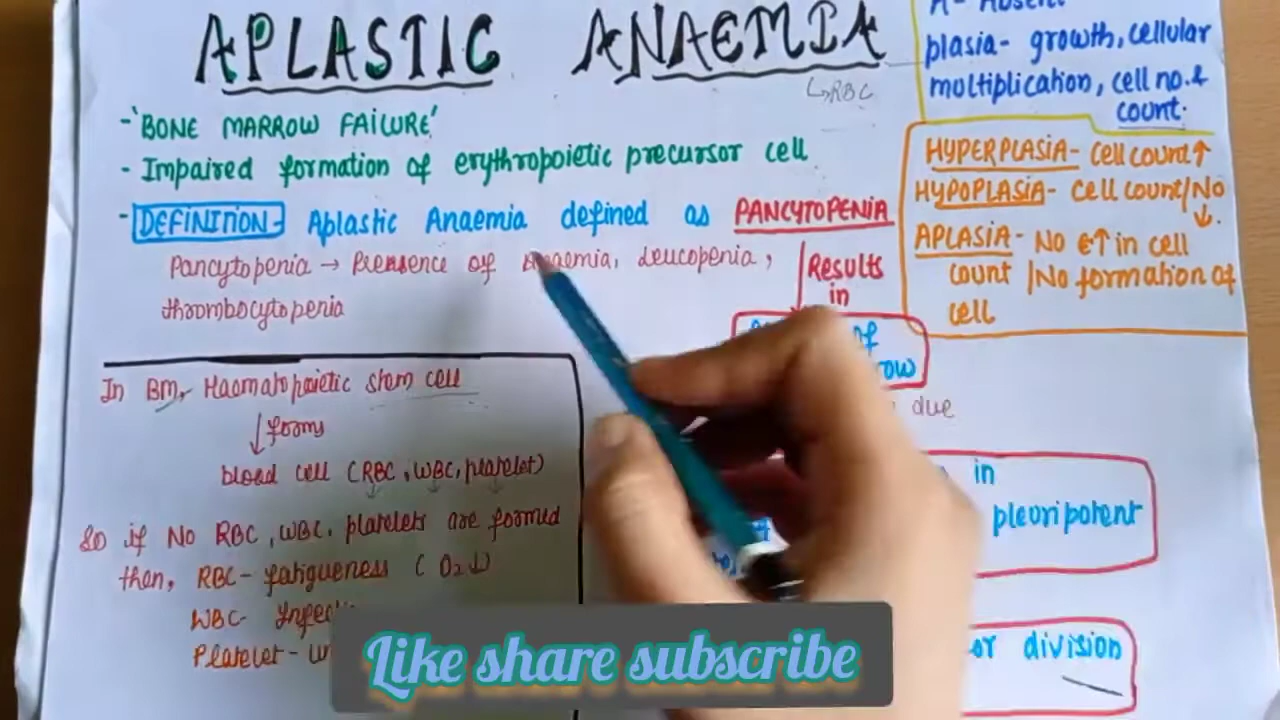 APLASTIC ANAEMIA
↳RBC
-'BONE MARROW FAILURE'
- Impaired formation of erythropoietic precursor cell
- DEFINITION- Aplastic Anaemia defined as PANCYTOPENIA
Pancytopenia → Presence of Anaemia, Leucopenia,
thrombocytopenia
Results
in
of
due
in
pleuripotent
or division
A- Absent
plasia- growth, cellular
multiplication, cell no. &
count.
HYPERPLASIA- Cell count↑
HYPOPLASIA- Cell count/No
↓.
APLASIA- No ↑ in cell
count /No formation of
cell
In BM, Haematopoietic stem cell
↓forms
blood cell (RBC, WBC, platelet)
So if No RBC, WBC, platelets are formed
then, RBC- fatigueness (O2↓)
WBC-
Platelet-
Like share subscribe